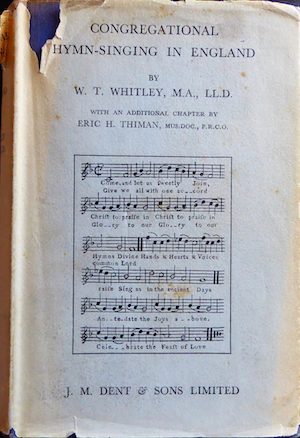 CONGREGATIONAL
HYMN-SINGING IN ENGLAND
BY
W. T. WHITLEY, M.A., LL.D.
WITH AN ADDITIONAL CHAPTER BY
ERIC H. THIMAN, MUS.DOC., F.R.C.O.
Come, and let us sweetly Join,
Give we all with one ac--cord
Christ to praise in Christ to praise in
Glo---ry to our Glo---ry to our
Hymns Divine Hands & Hearts & Voices
common Lord
raise Sing as in the ancient Days
An--te-date the Joys a--bove.
Cele---brate the Feast of Love
J. M. DENT & SONS LIMITED